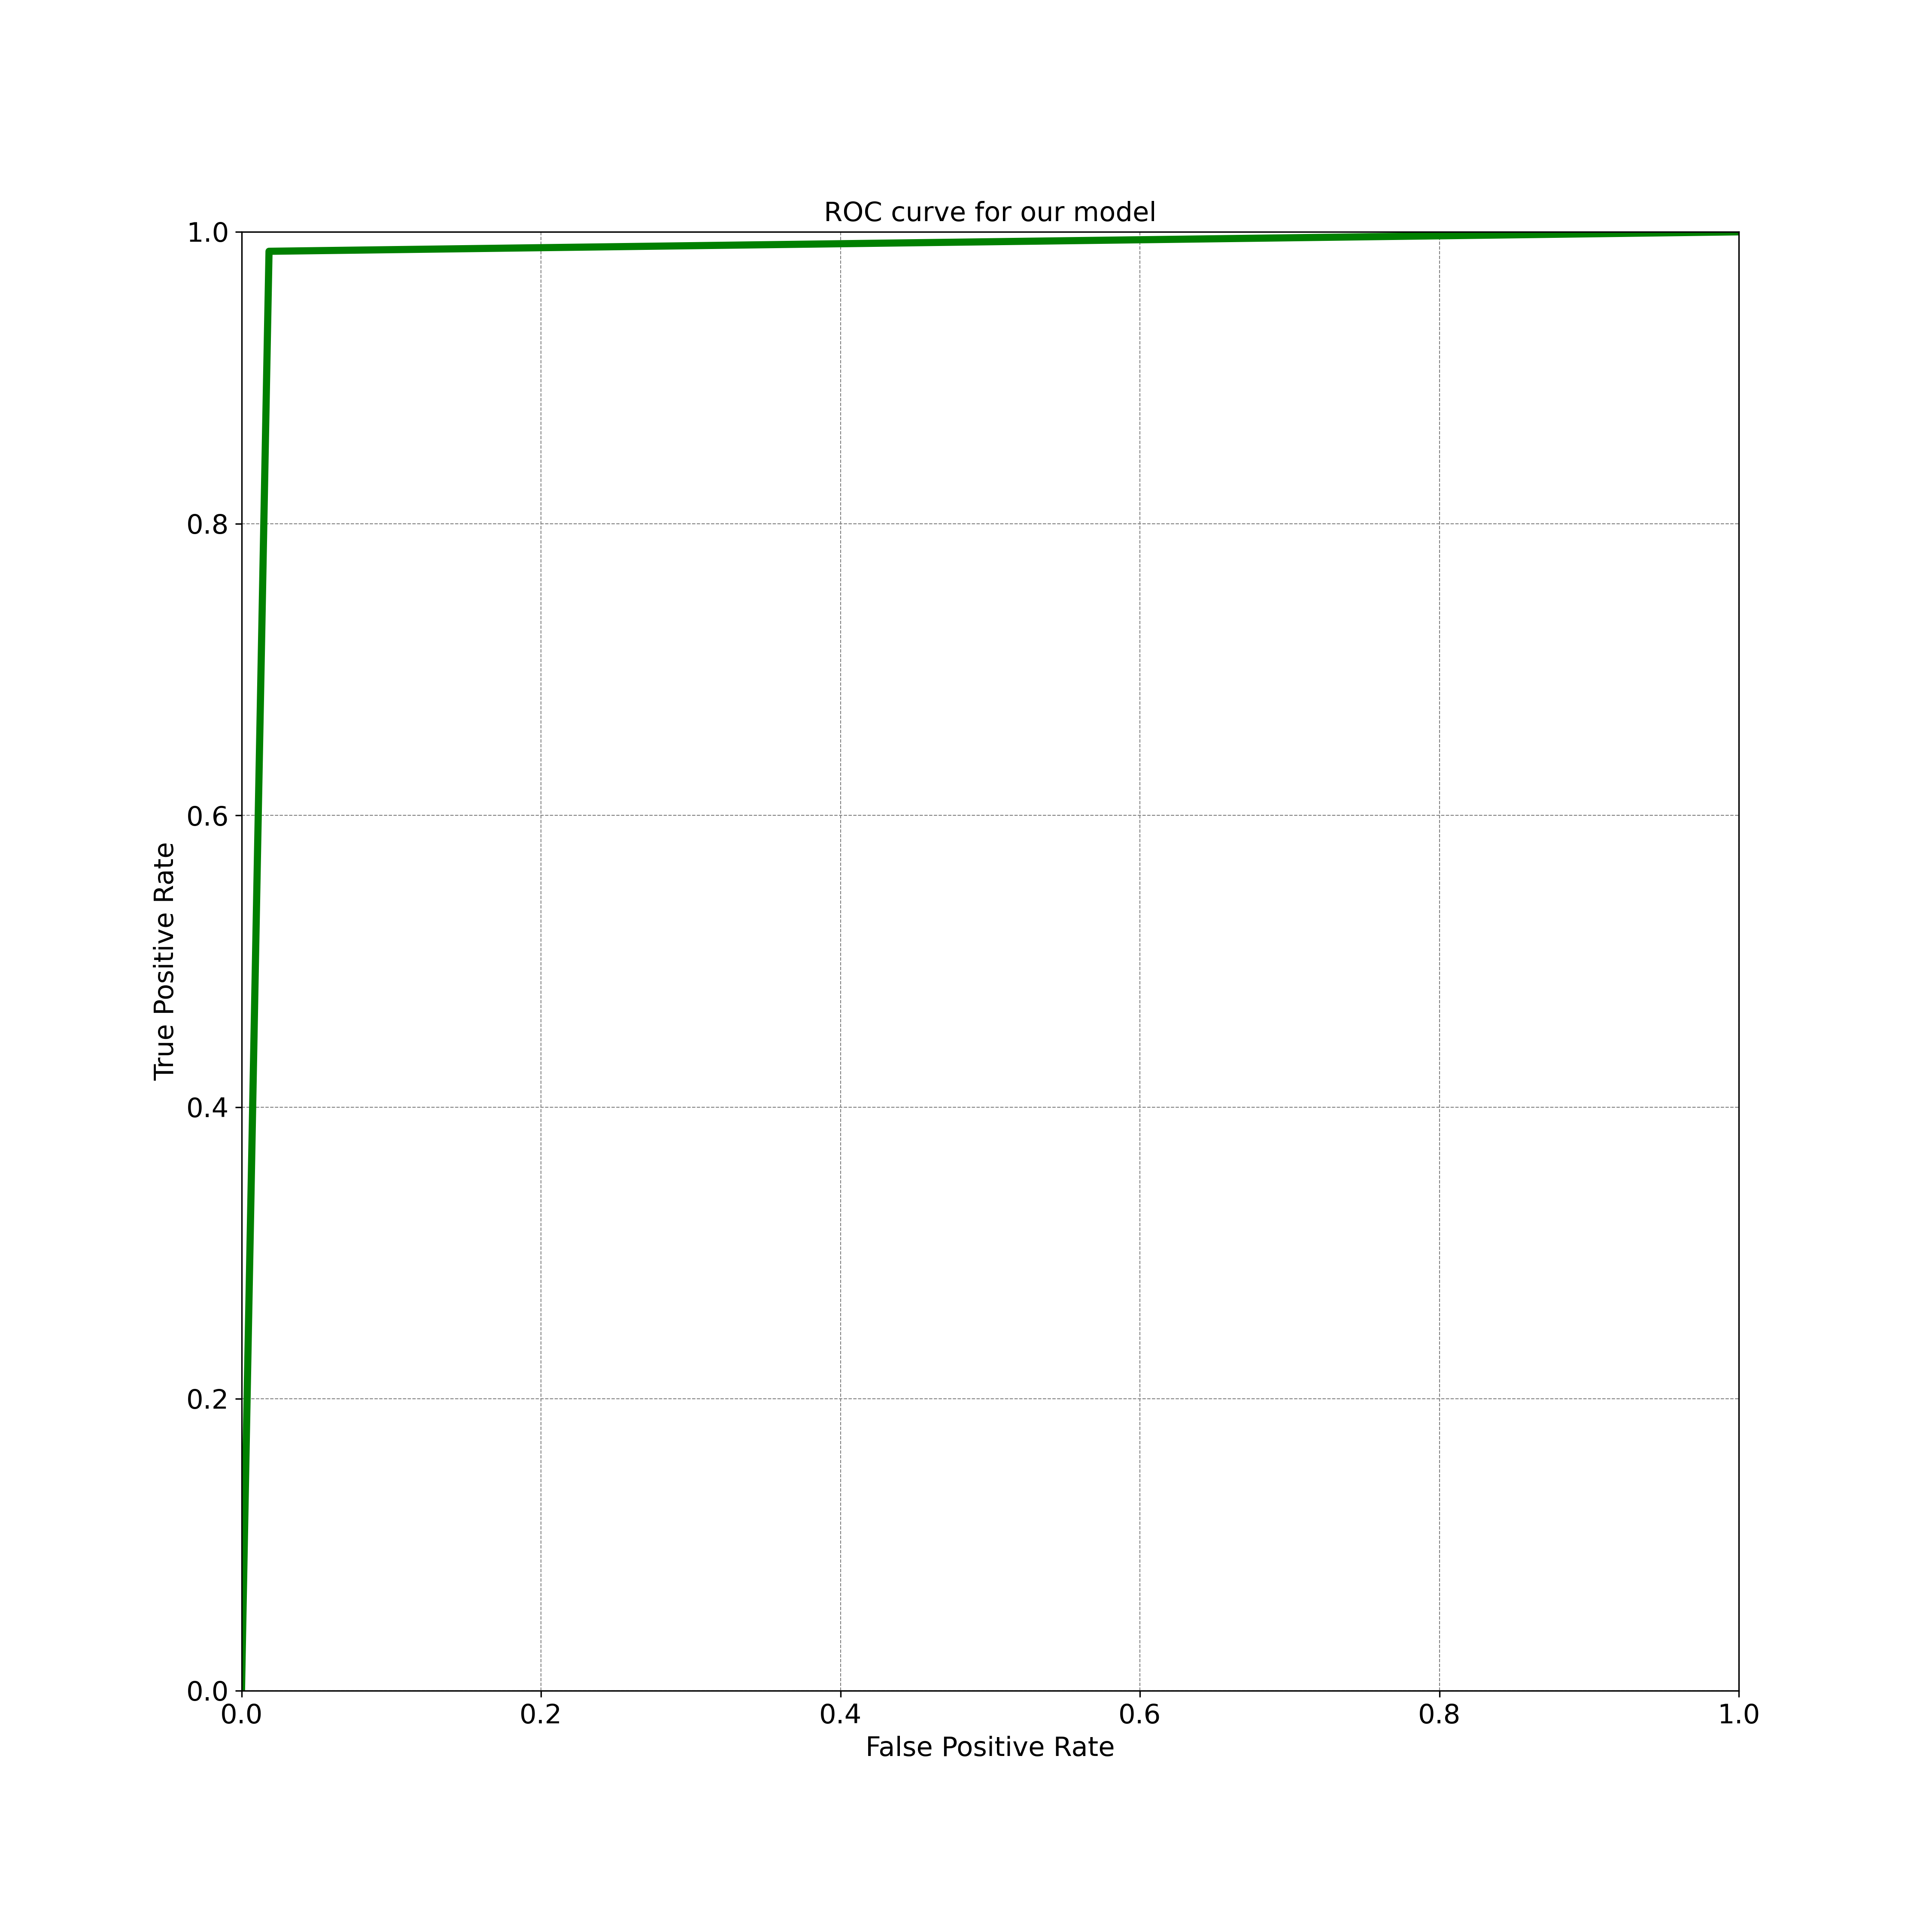 ROC curve for our model
1.0
0.8
0.6
0.4
0.2
0.0
True Positive Rate
0.0 0.2 0.4 0.6 0.8 1.0
False Positive Rate